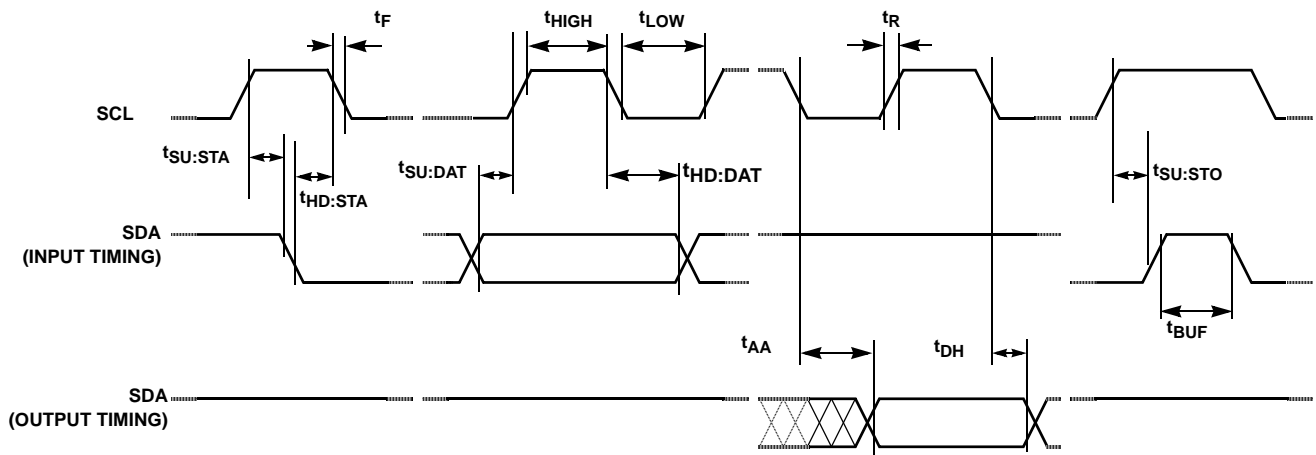 tF
tHIGH
tLOW
tR
SCL
tSU:STA
tHD:STA
tSU:DAT
tHD:DAT
tSU:STO
SDA
(INPUT TIMING)
tBUF
tAA
tDH
SDA
(OUTPUT TIMING)